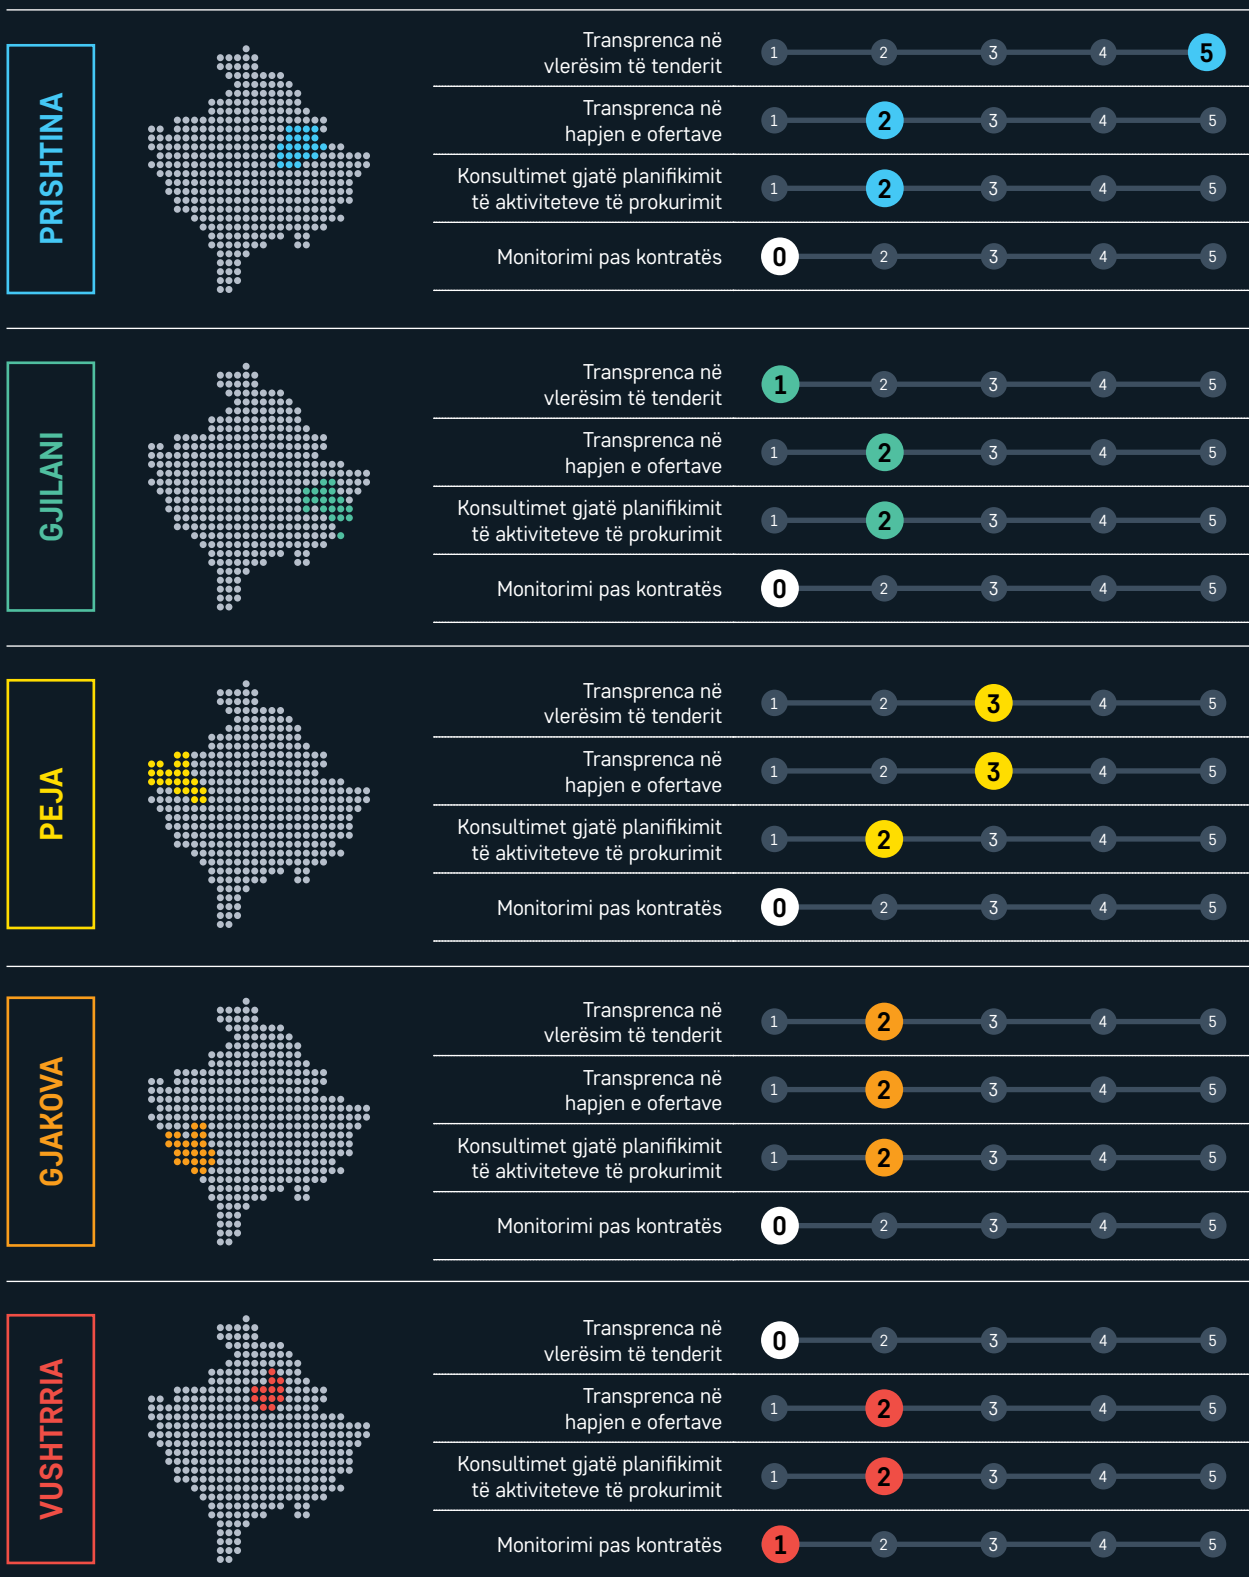 PRISHTINA
Transprenca në
vlerësim të tenderit
1 2 3 4 5
Transprenca në
hapjen e ofertave
1 2 3 4 5
Konsultimet gjatë planifikimit
të aktiviteteve të prokurimit
1 2 3 4 5
Monitorimi pas kontratës
0 2 3 4 5
GJILANI
Transprenca në
vlerësim të tenderit
1 2 3 4 5
Transprenca në
hapjen e ofertave
1 2 3 4 5
Konsultimet gjatë planifikimit
të aktiviteteve të prokurimit
1 2 3 4 5
Monitorimi pas kontratës
0 2 3 4 5
PEJA
Transprenca në
vlerësim të tenderit
1 2 3 4 5
Transprenca në
hapjen e ofertave
1 2 3 4 5
Konsultimet gjatë planifikimit
të aktiviteteve të prokurimit
1 2 3 4 5
Monitorimi pas kontratës
0 2 3 4 5
GJAKOVA
Transprenca në
vlerësim të tenderit
1 2 3 4 5
Transprenca në
hapjen e ofertave
1 2 3 4 5
Konsultimet gjatë planifikimit
të aktiviteteve të prokurimit
1 2 3 4 5
Monitorimi pas kontratës
0 2 3 4 5
VUSHTRRIA
Transprenca në
vlerësim të tenderit
0 2 3 4 5
Transprenca në
hapjen e ofertave
1 2 3 4 5
Konsultimet gjatë planifikimit
të aktiviteteve të prokurimit
1 2 3 4 5
Monitorimi pas kontratës
1 2 3 4 5